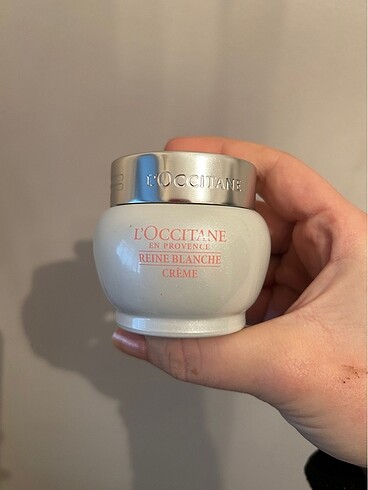 L'OCCITANE
L'OCCITANE
EN PROVENCE
REINE BLANCHE
CRÈME